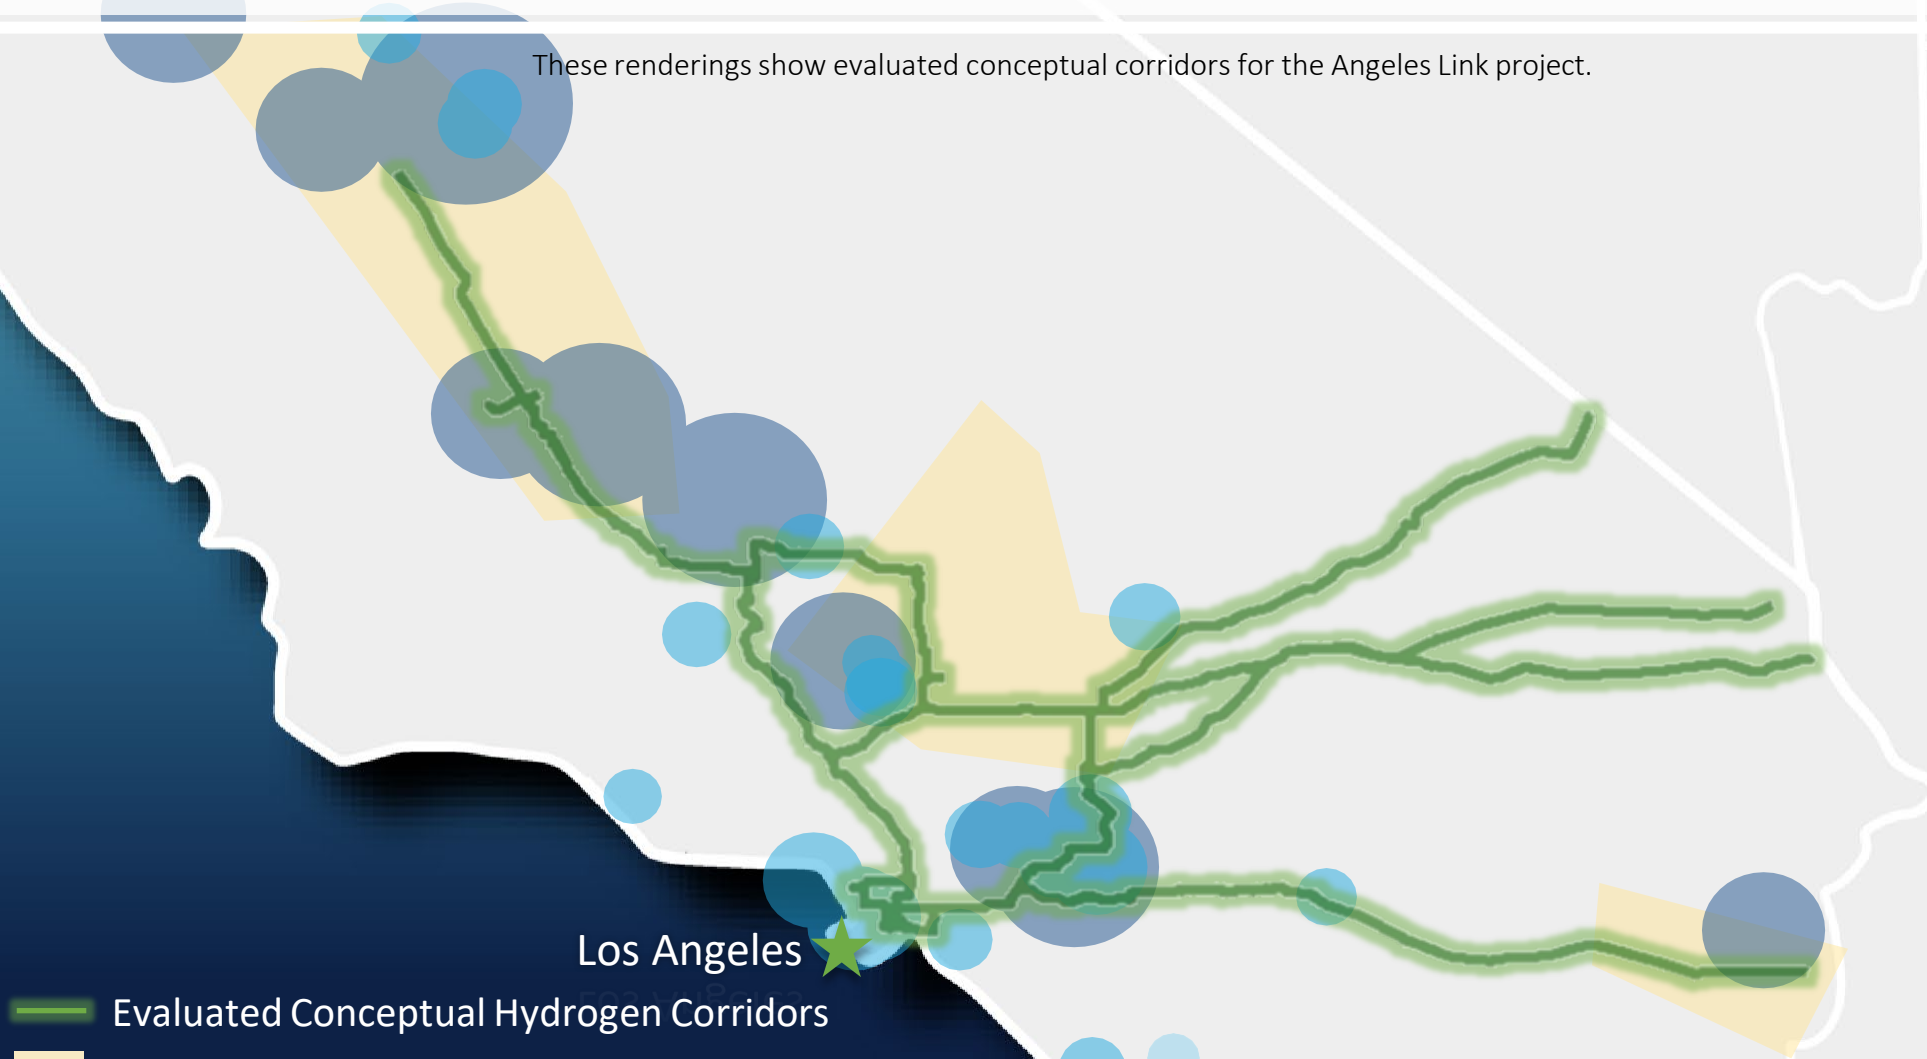 These renderings show evaluated conceptual corridors for the Angeles Link project.
Los Angeles
Evaluated Conceptual Hydrogen Corridors